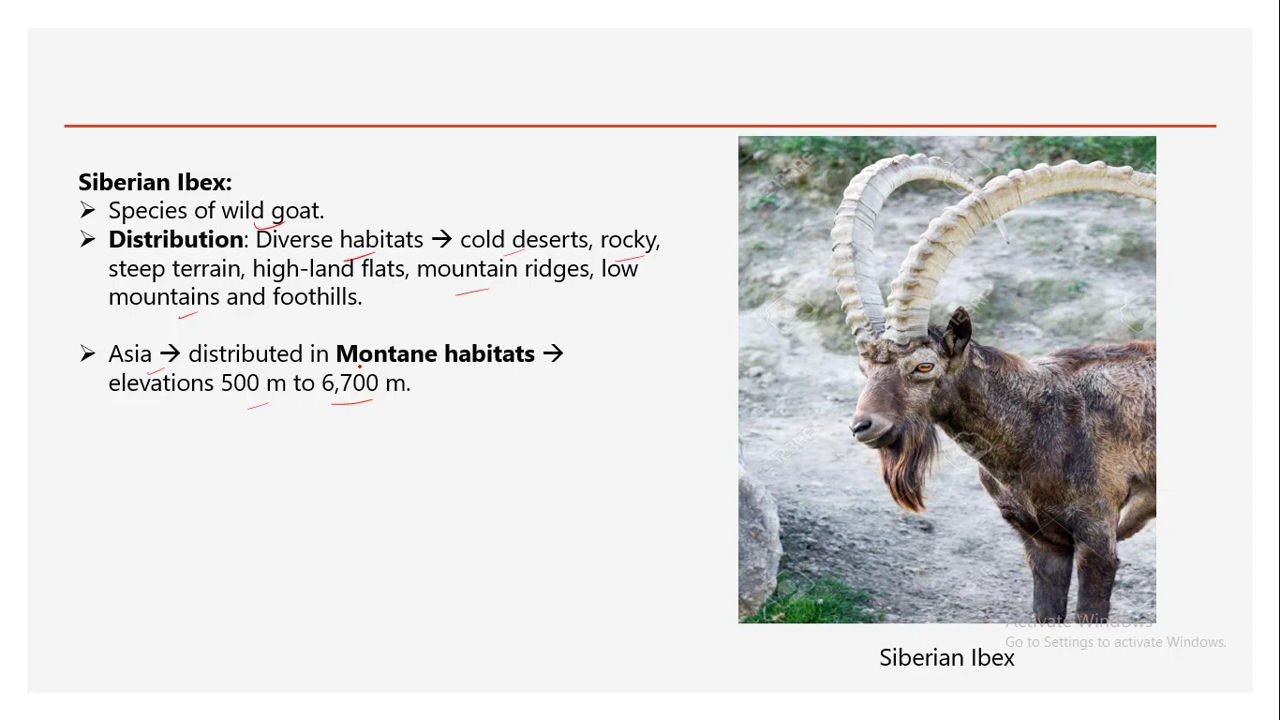 Siberian Ibex:
➢ Species of wild goat.
➢ Distribution: Diverse habitats → cold deserts, rocky,
steep terrain, high-land flats, mountain ridges, low
mountains and foothills.
➢ Asia → distributed in Montane habitats →
elevations 500 m to 6,700 m.
Activate Windows
Go to Settings to activate Windows.
Siberian Ibex